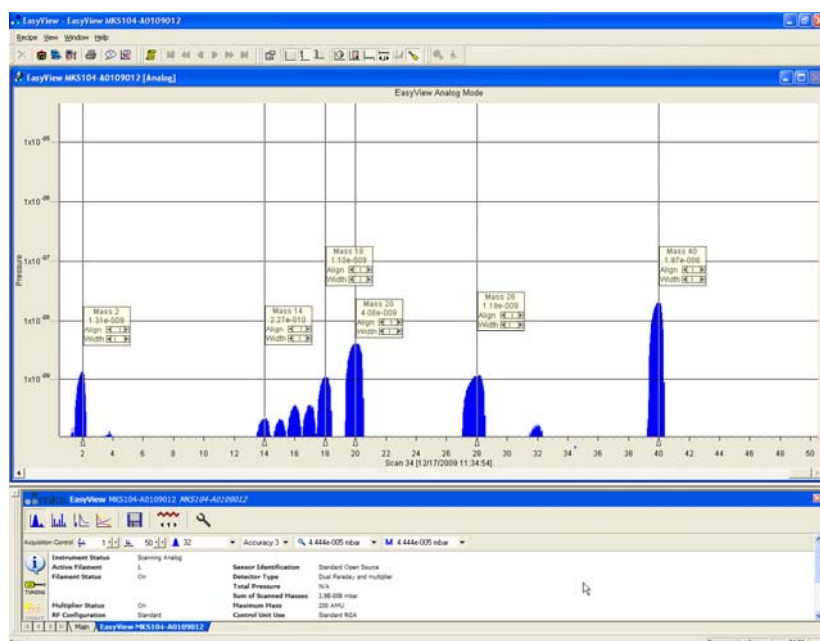 EasyView - EasyView MKS104-A0109012
Recipe View Window Help
EasyView MKS104-A0109012 [Analog]
EasyView Analog Mode
1x10 -05
1x10 -06
1x10 -07
1x10 -08
1x10 -09
Pressure
Mass 2
1.31e-009
Align
Width
Mass 14
2.27e-010
Align
Width
Mass 18
1.10e-009
Align
Width
Mass 20
4.06e-009
Align
Width
Mass 28
1.19e-009
Align
Width
Mass 40
1.97e-008
Align
Width
2 4 6 8 10 12 14 16 18 20 22 24 26 28 30 32 34 36 38 40 42 44 46 48 50
Scan 34 [12/17/2009 11:34:54]
mks EasyView MKS104-A0109012 MKS104-A0109012
Acquisition Control 1 50 32 Accuracy 3 4.444e-005 mbar M 4.444e-005 mbar
Instrument Status Scanning Analog
Active Filament 1 Sensor Identification Standard Open Source
Filament Status On Detector Type Dual Faraday and multiplier
TUNING Total Pressure N/A
Sum of Scanned Masses 2.9E-008 mbar
Multiplier Status On Maximum Mass 200 AMU
RF Configuration Standard Control Unit Use Standard RGA
Main EasyView MKS104-A0109012